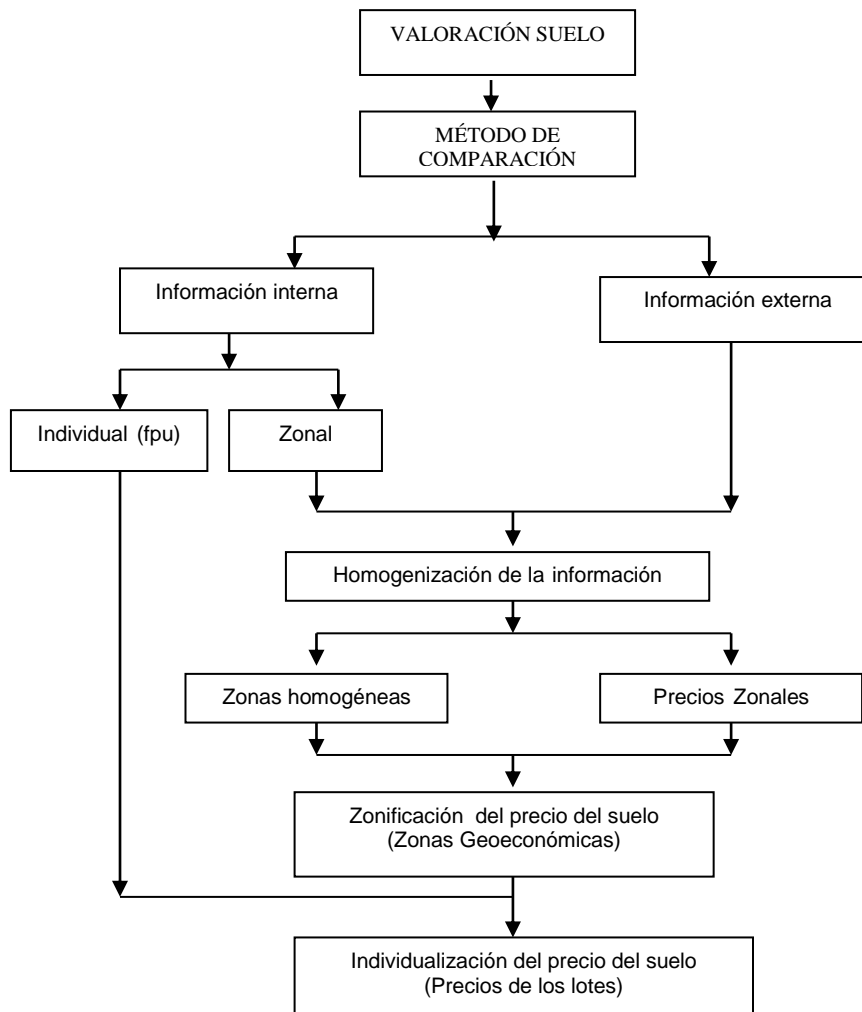 VALORACIÓN SUELO
MÉTODO DE
COMPARACIÓN
Información interna
Información externa
Individual (fpu)
Zonal
Homogenización de la información
Zonas homogéneas
Precios Zonales
Zonificación del precio del suelo
(Zonas Geoeconómicas)
Individualización del precio del suelo
(Precios de los lotes)